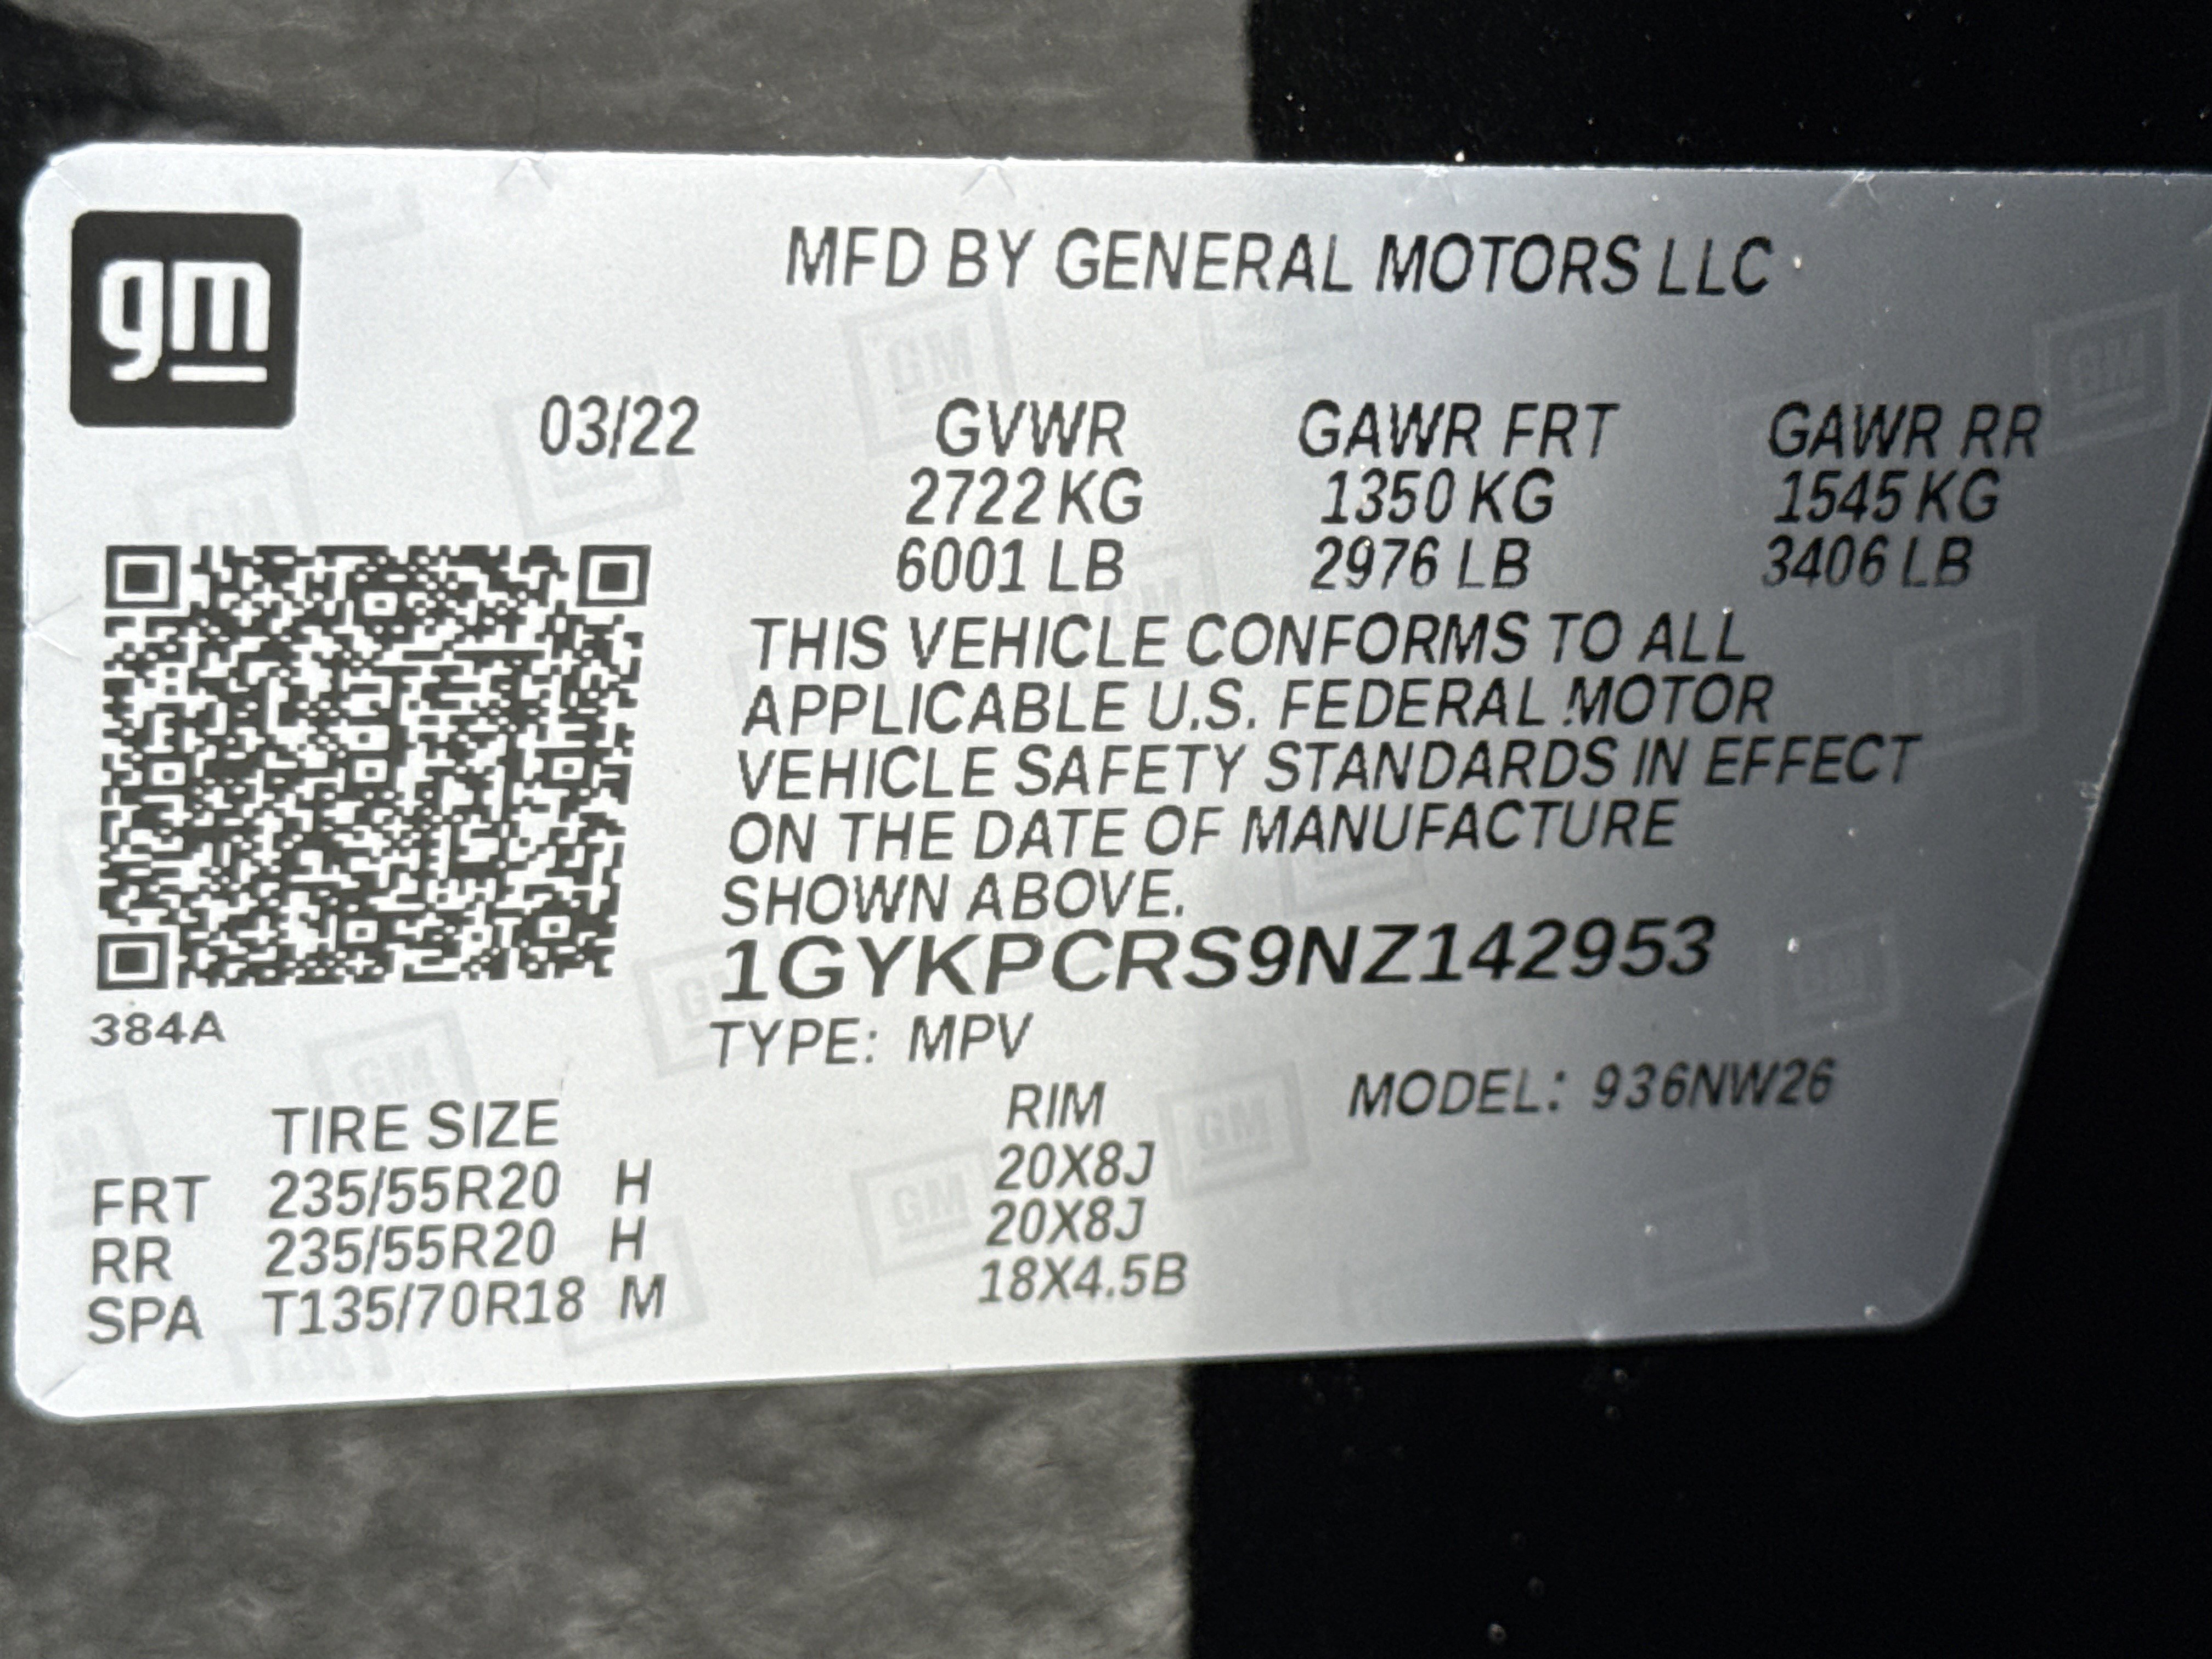 gm
MFD BY GENERAL MOTORS LLC
03/22 GVWR GAWR FRT GAWR RR
2722 KG 1350 KG 1545 KG
6001 LB 2976 LB 3406 LB
THIS VEHICLE CONFORMS TO ALL
APPLICABLE U.S. FEDERAL MOTOR
VEHICLE SAFETY STANDARDS IN EFFECT
ON THE DATE OF MANUFACTURE
SHOWN ABOVE.
1GYKPCRS9NZ142953
384A
TYPE: MPV
MODEL: 936NW26
TIRE SIZE RIM
FRT 235/55R20 H 20X8J
RR 235/55R20 H 20X8J
SPA T135/70R18 M 18X4.5B